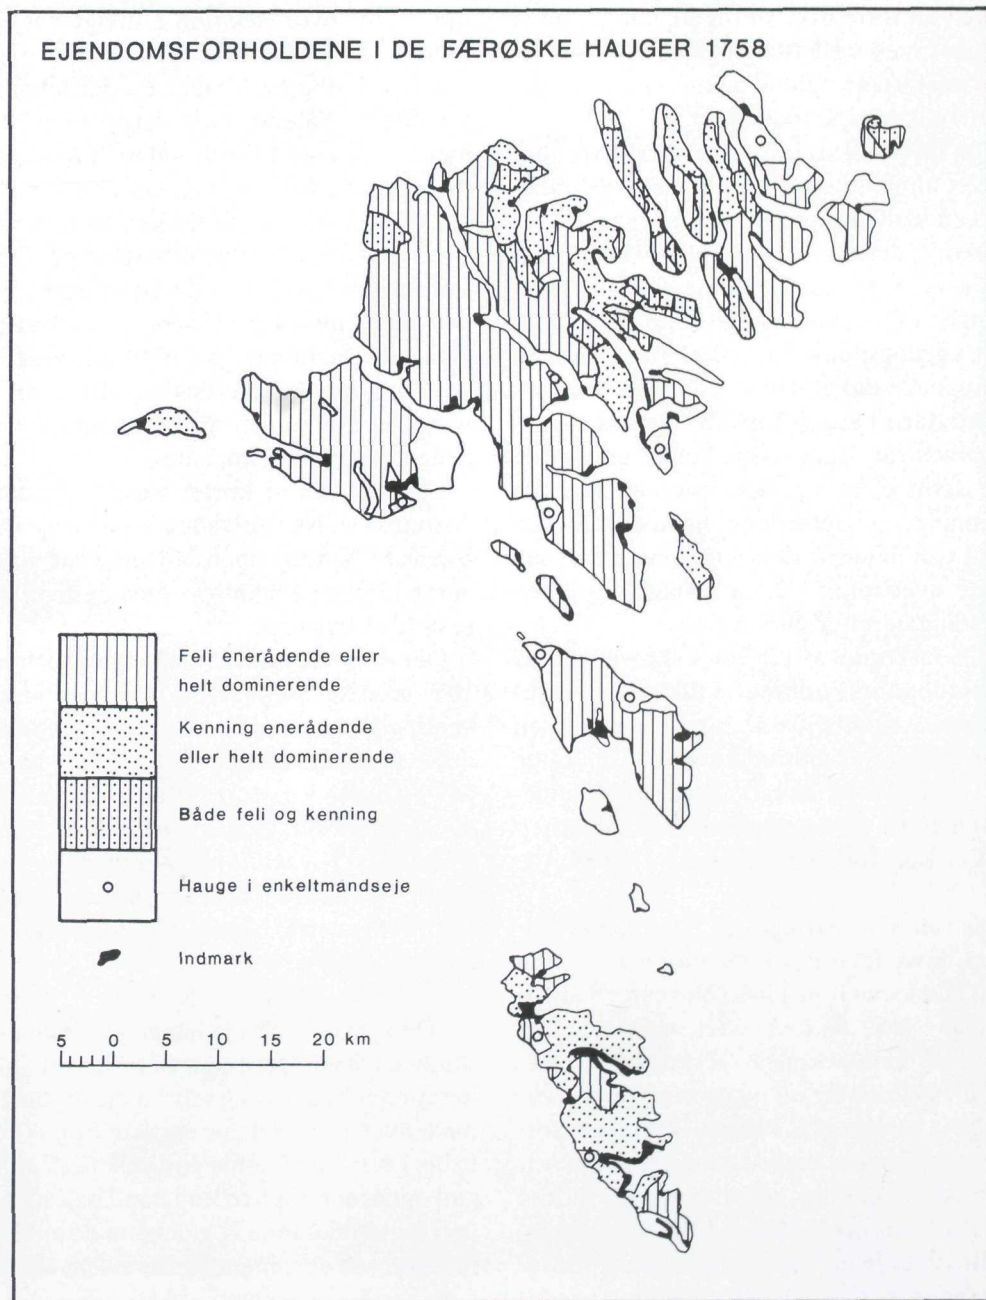 EJENDOMSFORHOLDENE I DE FÆRØSKE HAUGER 1758
Feli enerådende eller
helt dominerende
Kenning enerådende
eller helt dominerende
Både feli og kenning
Hauge i enkeltmandseje
Indmark
5 0 5 10 15 20 km